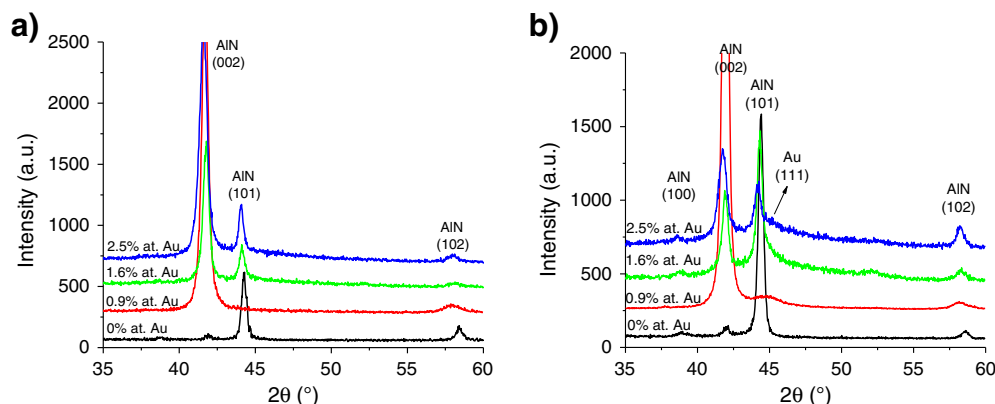 a)
2500
2000
1500
1000
500
0
Intensity (a.u.)
AlN
(002)
AlN
(101)
AlN
(102)
2.5% at. Au
1.6% at. Au
0.9% at. Au
0% at. Au
35
40
45
50
55
60
2θ (°)
b)
2000
1500
1000
500
0
Intensity (a.u.)
AlN
(002)
AlN
(101)
Au
(111)
AlN
(100)
AlN
(102)
2.5% at. Au
1.6% at. Au
0.9% at. Au
0% at. Au
35
40
45
50
55
60
2θ (°)